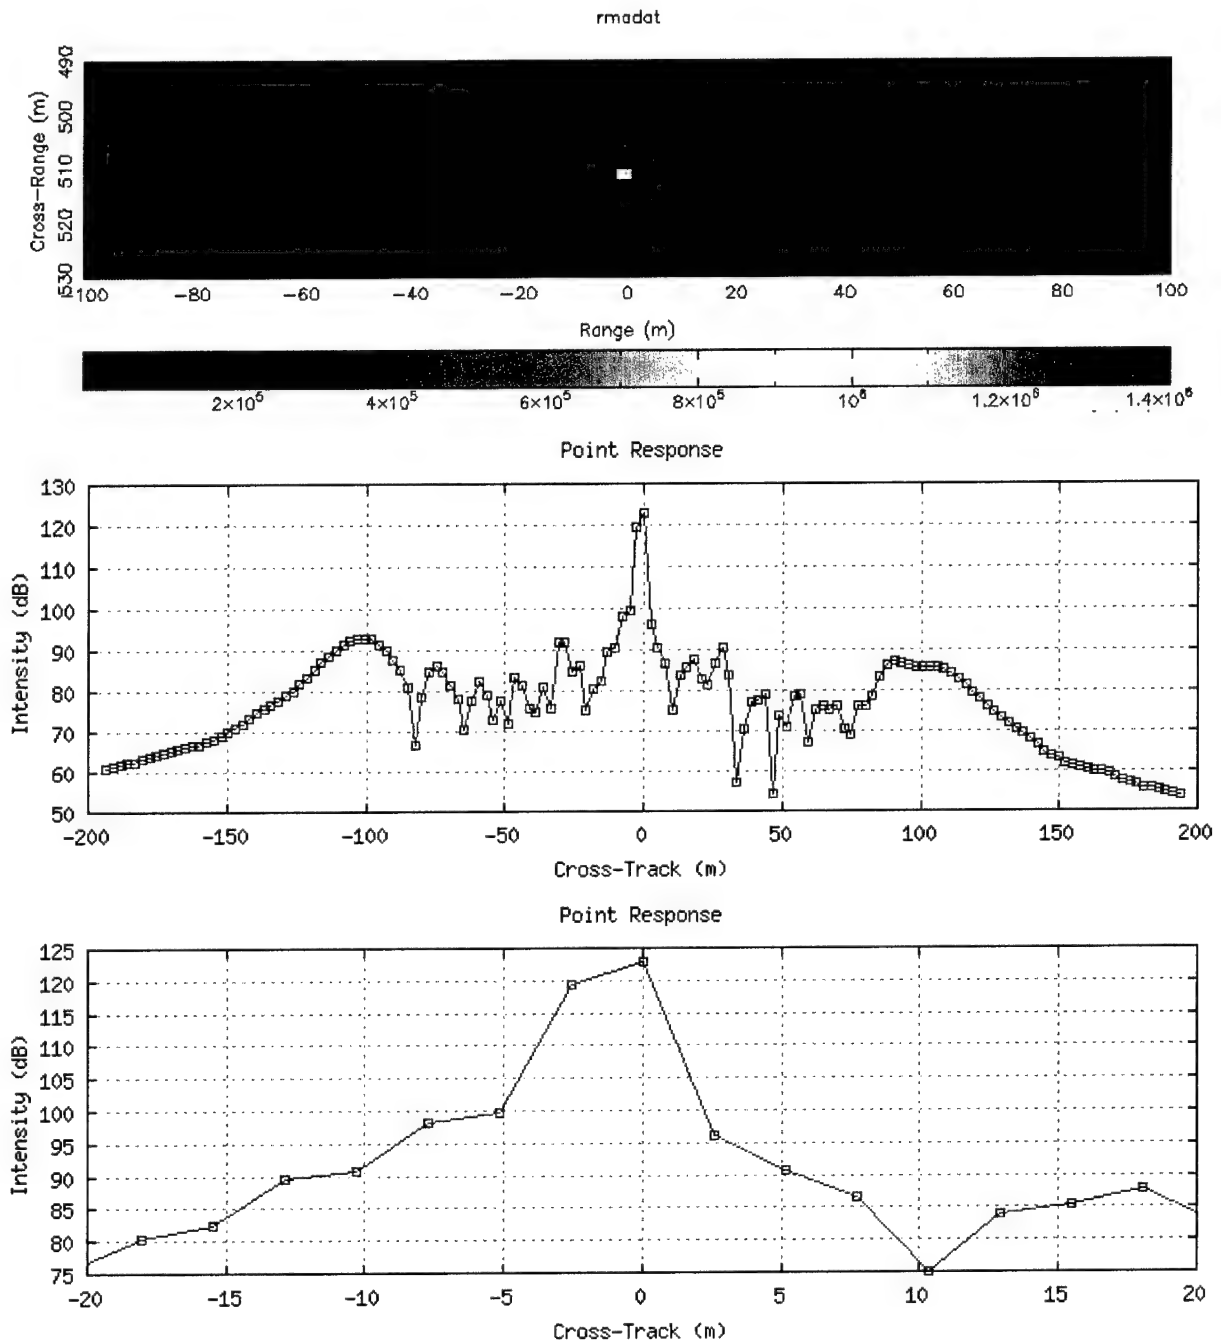 rmadat
Cross-Range (m)
490
500
510
520
530
-100 -80 -60 -40 -20 0 20 40 60 80 100
Range (m)
2×10⁵ 4×10⁵ 6×10⁵ 8×10⁵ 10⁶ 1.2×10⁶ 1.4×10⁶
Point Response
Intensity (dB)
130
120
110
100
90
80
70
60
50
-200 -150 -100 -50 0 50 100 150 200
Cross-Track (m)
Point Response
Intensity (dB)
125
120
115
110
105
100
95
90
85
80
75
-20 -15 -10 -5 0 5 10 15 20
Cross-Track (m)